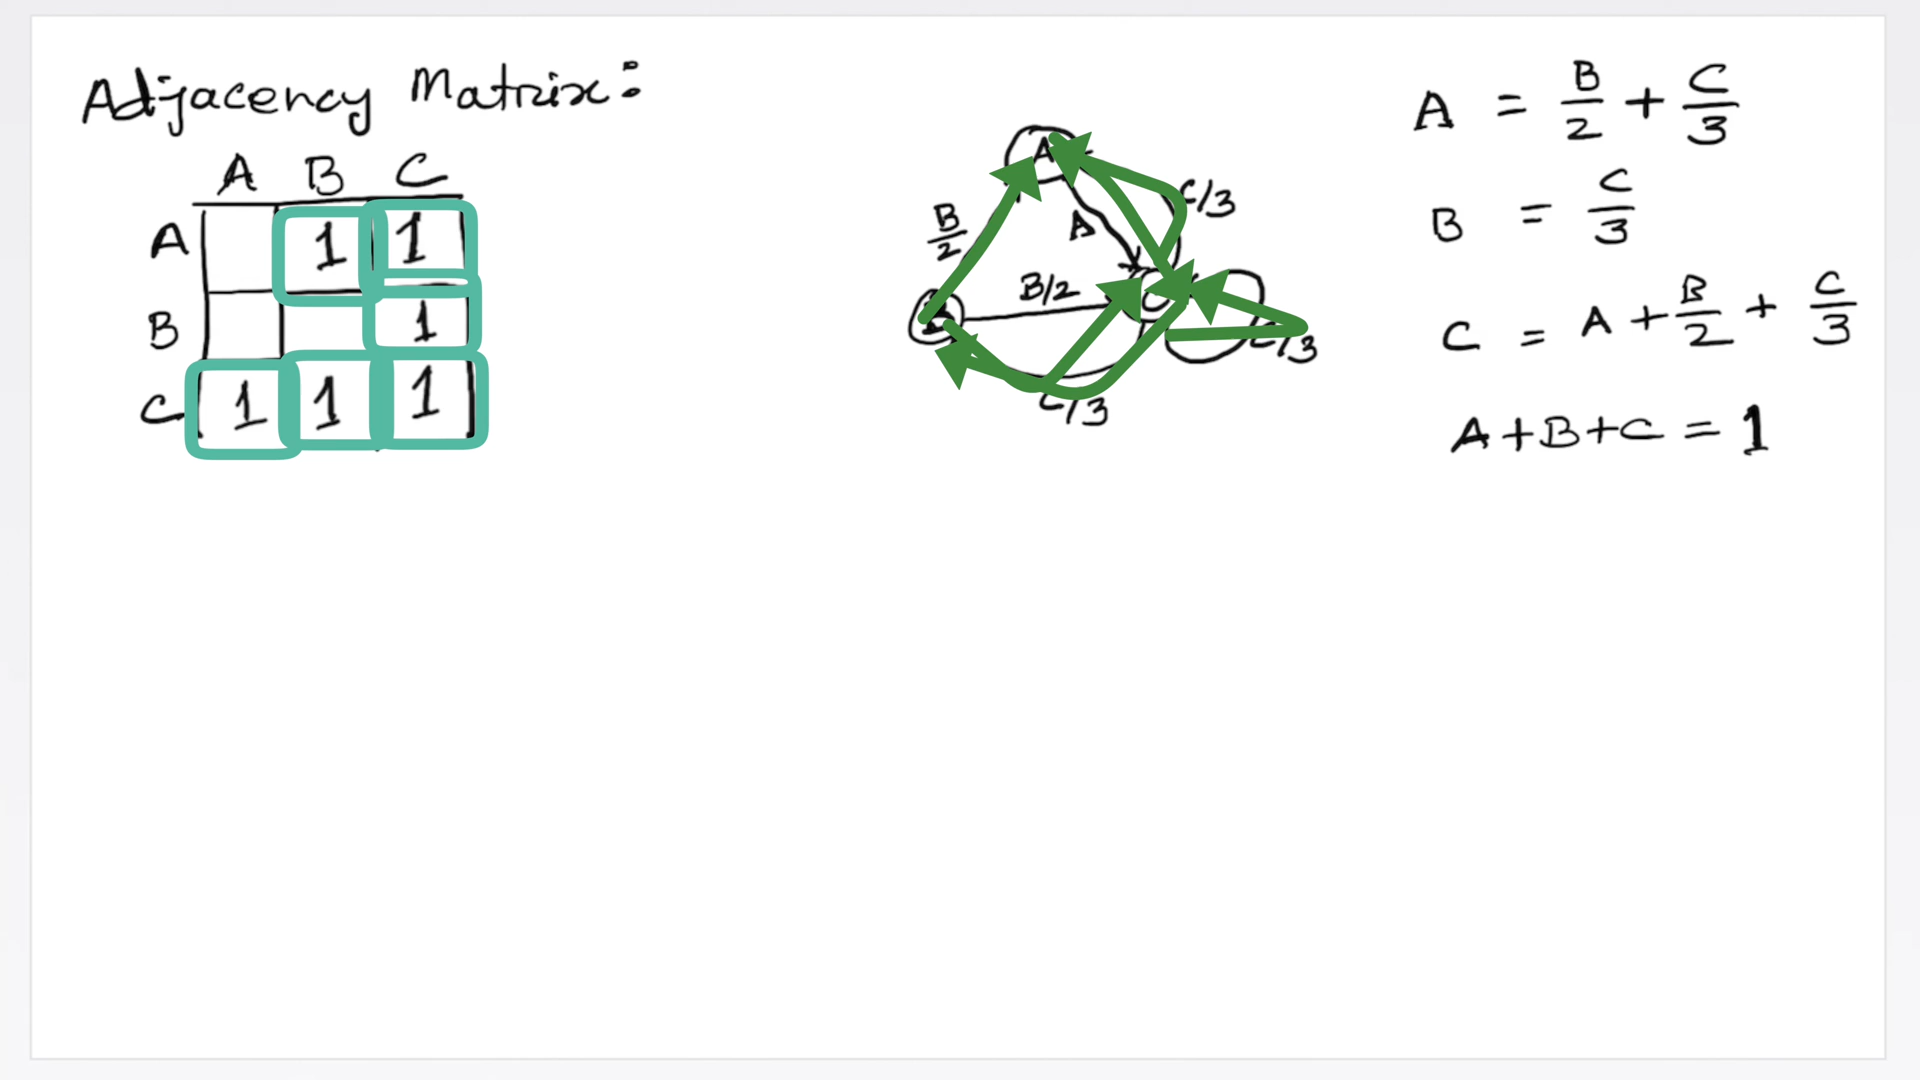 Adjacency Matrix:
A B C
A 1 1
B 1
C 1 1 1
A
B/2
A
C/3
B/2
C/3
C/3
A = B/2 + C/3
B = C/3
C = A + B/2 + C/3
A+B+C = 1